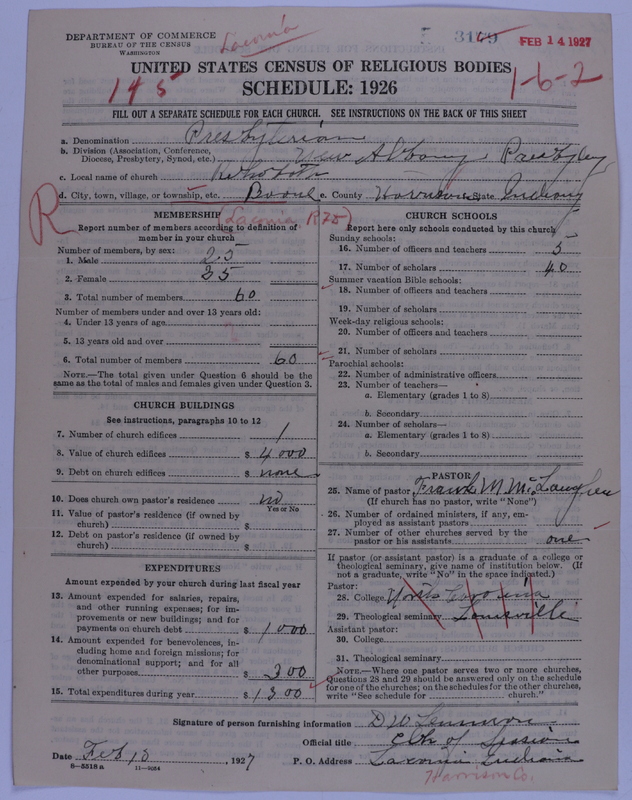 DEPARTMENT OF COMMERCE
BUREAU OF THE CENSUS
WASHINGTON
Laconia
FEB 14 1927
UNITED STATES CENSUS OF RELIGIOUS BODIES
145
SCHEDULE: 1926
1-6-2
FILL OUT A SEPARATE SCHEDULE FOR EACH CHURCH. SEE INSTRUCTIONS ON THE BACK OF THIS SHEET
a. Denomination Presbyterian
b. Division (Association, Conference, Diocese, Presbytery, Synod, etc.) New Albany Presbytery
c. Local name of church Rehoboth
d. City, town, village, or township, etc. Boone e. County Harrison State Indiana
R
MEMBERSHIP (Laconia, R 75)
Report number of members according to definition of
member in your church
Number of members, by sex:
1. Male 25
2. Female 35
3. Total number of members 60
Number of members under and over 13 years old:
4. Under 13 years of age
5. 13 years old and over
6. Total number of members 60
NOTE.—The total given under Question 6 should be the
same as the total of males and females given under Question 3.
CHURCH BUILDINGS
See instructions, paragraphs 10 to 12
7. Number of church edifices 1
8. Value of church edifices $ 4000
9. Debt on church edifices $ none
10. Does church own pastor's residence no
Yes or No
11. Value of pastor's residence (if owned by
church) $
12. Debt on pastor's residence (if owned by
church) $
EXPENDITURES
Amount expended by your church during last fiscal year
13. Amount expended for salaries, repairs,
and other running expenses; for im-
provements or new buildings; and for
payments on church debt $ 1000
14. Amount expended for benevolences, in-
cluding home and foreign missions; for
denominational support; and for all
other purposes $ 300
15. Total expenditures during year $ 1300
CHURCH SCHOOLS
Report here only schools conducted by this church
Sunday schools:
16. Number of officers and teachers 5
17. Number of scholars 40
Summer vacation Bible schools:
18. Number of officers and teachers
19. Number of scholars
Week-day religious schools:
20. Number of officers and teachers
21. Number of scholars
Parochial schools:
22. Number of administrative officers
23. Number of teachers—
a. Elementary (grades 1 to 8)
b. Secondary
24. Number of scholars—
a. Elementary (grades 1 to 8)
b. Secondary
PASTOR
25. Name of pastor Frank M
(If church has no pastor, write "None")
26. Number of ordained ministers, if any, em-
ployed as assistant pastors
27. Number of other churches served by the
pastor or his assistants one
If pastor (or assistant pastor) is a graduate of a college or
theological seminary, give name of institution below. (If
not a graduate, write "No" in the space indicated.)
Pastor:
28. College North Carolina
29. Theological seminary Louisville
Assistant pastor:
30. College
31. Theological seminary
NOTE.—Where one pastor serves two or more churches,
Questions 28 and 29 should be answered only on the schedule
for one of the churches; on the schedules for the other churches,
write "See schedule for church."
Signature of person furnishing information D W Lemmon
Official title Clk of Session
Date Feb 10, 1927 P. O. Address Laconia Indiana
8—5518 a 11—9054
Harrison Co.